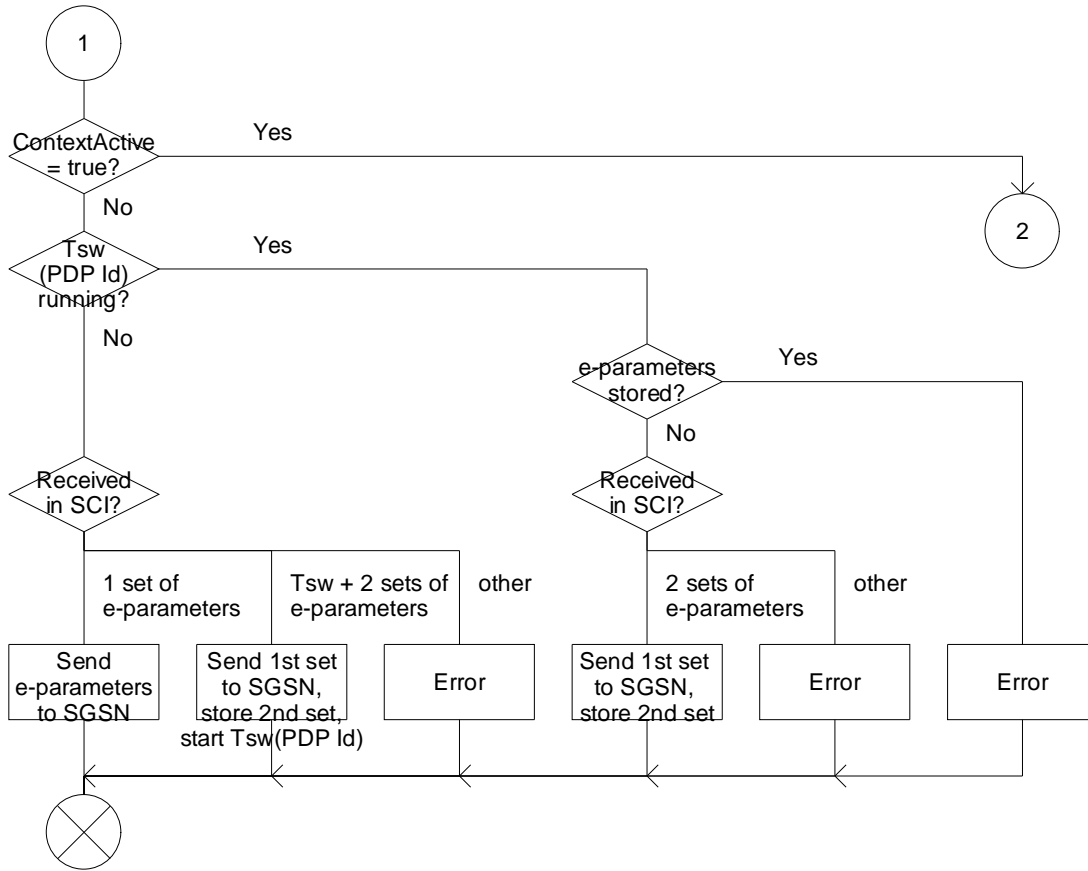 1
ContextActive
= true?
Yes
No
2
Tsw
(PDP Id)
running?
Yes
No
e-parameters
stored?
Yes
No
Received
in SCI?
Received
in SCI?
1 set of
e-parameters
Tsw + 2 sets of
e-parameters
other
2 sets of
e-parameters
other
Send
e-parameters
to SGSN
Send 1st set
to SGSN,
store 2nd set,
start Tsw(PDP Id)
Error
Send 1st set
to SGSN,
store 2nd set
Error
Error